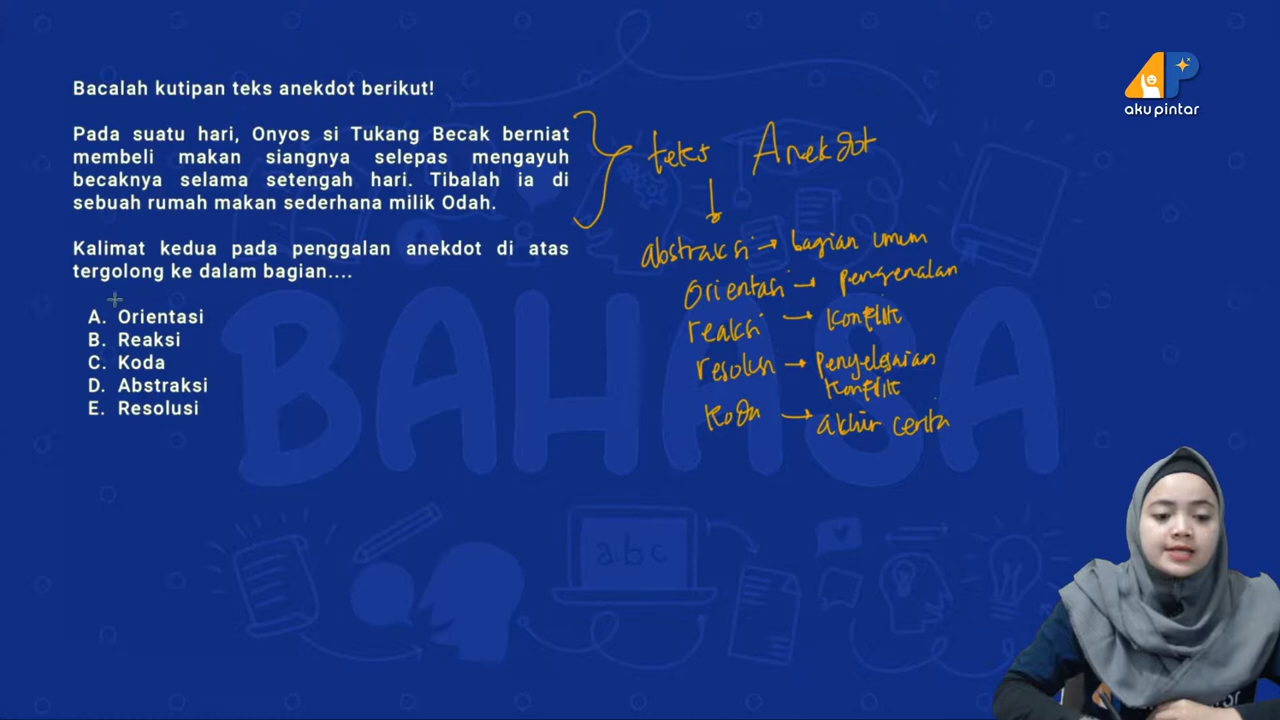 Bacalah kutipan teks anekdot berikut!
Pada suatu hari, Onyos si Tukang Becak berniat
membeli makan siangnya selepas mengayuh
becaknya selama setengah hari. Tibalah ia di
sebuah rumah makan sederhana milik Odah.
Kalimat kedua pada penggalan anekdot di atas
tergolong ke dalam bagian....
A. Orientasi
B. Reaksi
C. Koda
D. Abstraksi
E. Resolusi
teks Anekdot
abstraksi → bagian umum
orientasi → pengenalan
reaksi → konflik
resolusi → penyelesaian
konflik
koda → akhir cerita
AP
aku pintar
BAHASA
abc